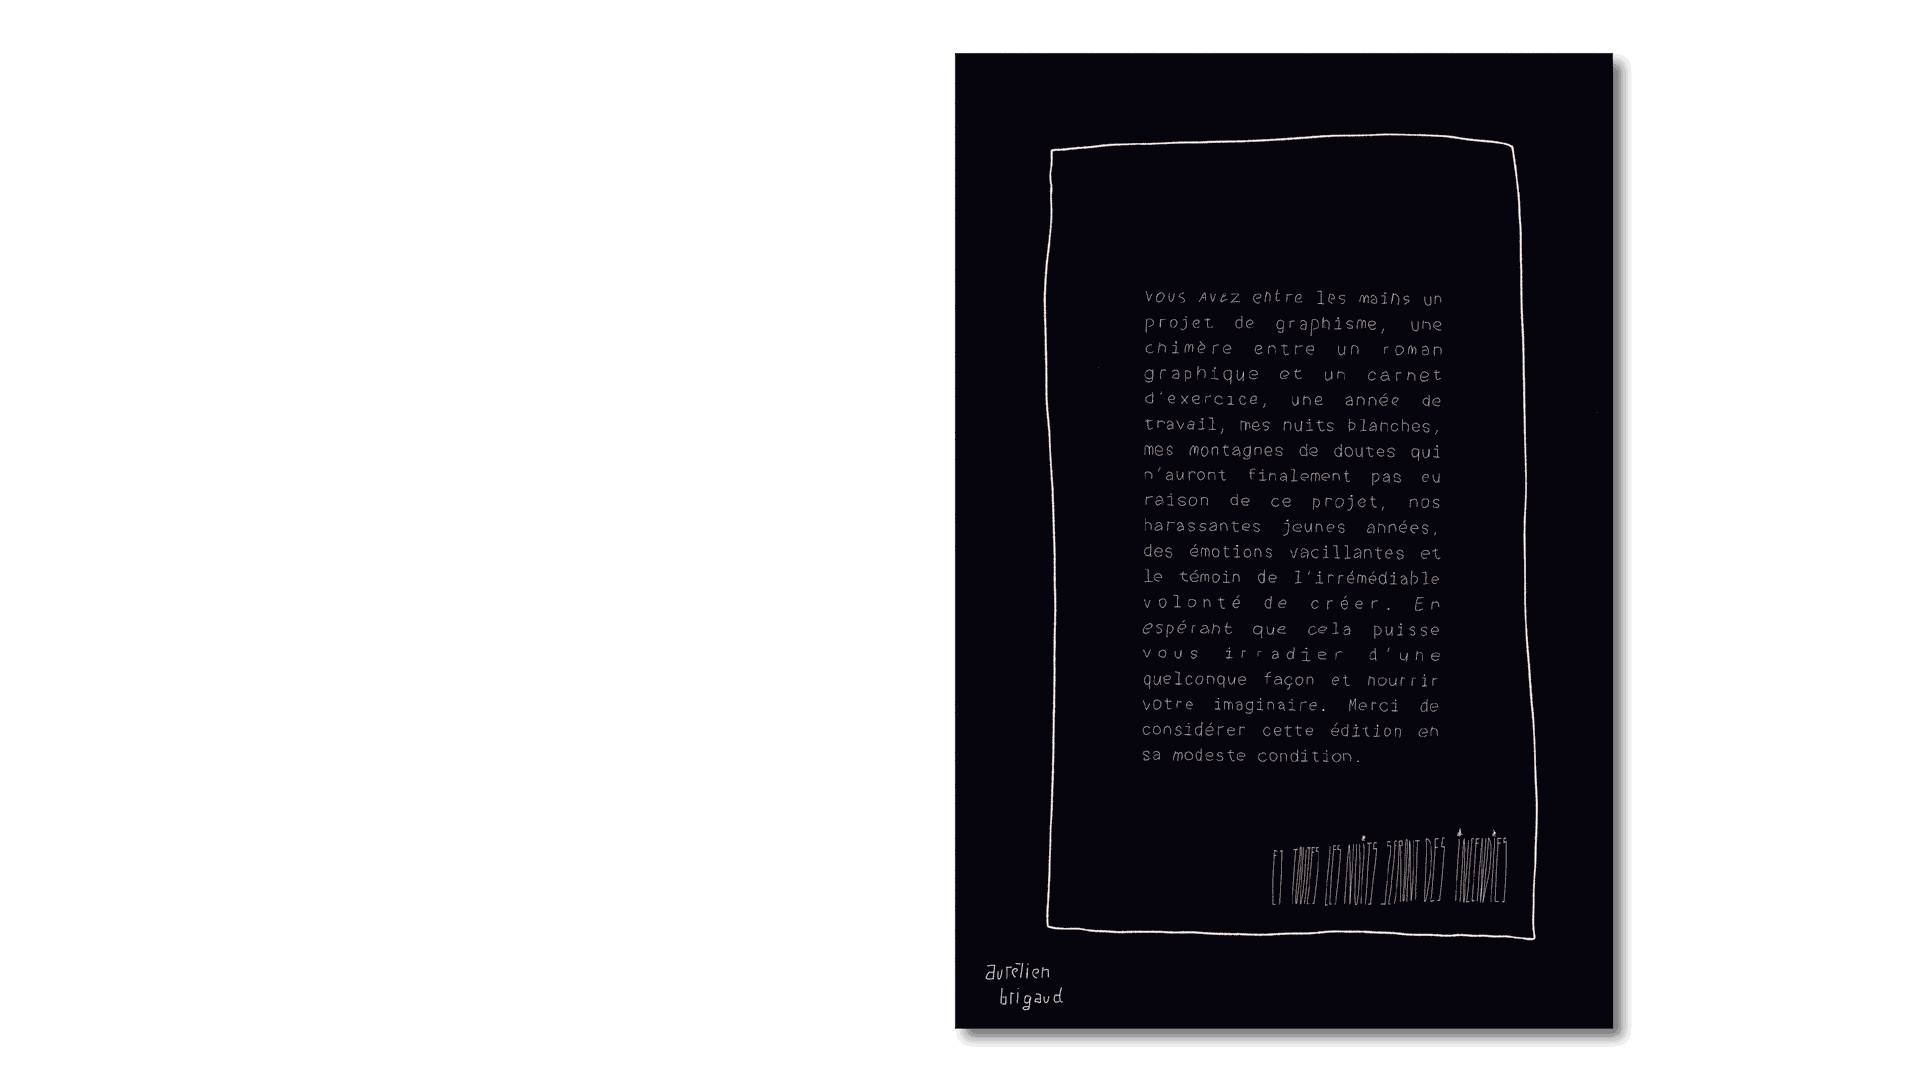 vous avez entre les mains un
projet de graphisme, une
chimère entre un roman
graphique et un carnet
d'exercice, une année de
travail, mes nuits blanches,
mes montagnes de doutes qui
n'auront finalement pas eu
raison de ce projet, nos
harassantes jeunes années,
des émotions vacillantes et
le témoin de l'irrémédiable
volonté de créer. En
espérant que cela puisse
vous irradier d'une
quelconque façon et nourrir
votre imaginaire. Merci de
considérer cette édition en
sa modeste condition.
ET TOUTES LES NUITS SERONT DES INCENDIES
aurélien
brigaud